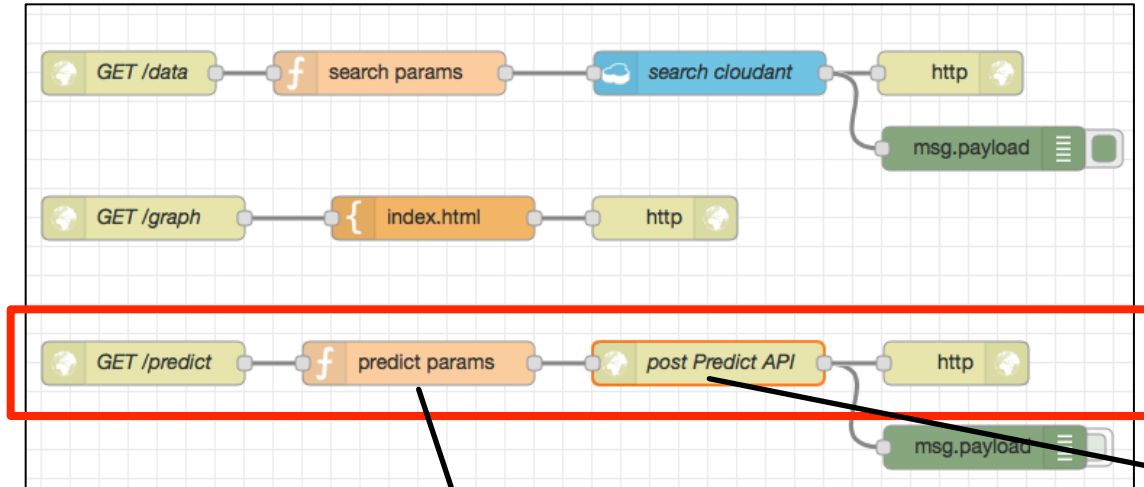 GET /data
search params
search cloudant
http
msg.payload
GET /graph
index.html
http
GET /predict
predict params
post Predict API
http
msg.payload